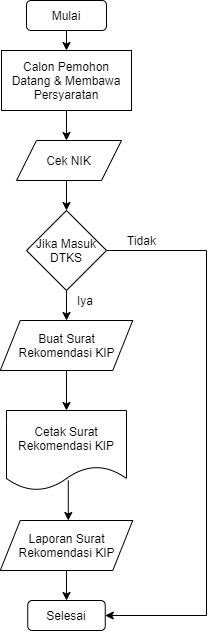 Mulai
Calon Pemohon
Datang & Membawa
Persyaratan
Cek NIK
Jika Masuk
DTKS
Tidak
Iya
Buat Surat
Rekomendasi KIP
Cetak Surat
Rekomendasi KIP
Laporan Surat
Rekomendasi KIP
Selesai